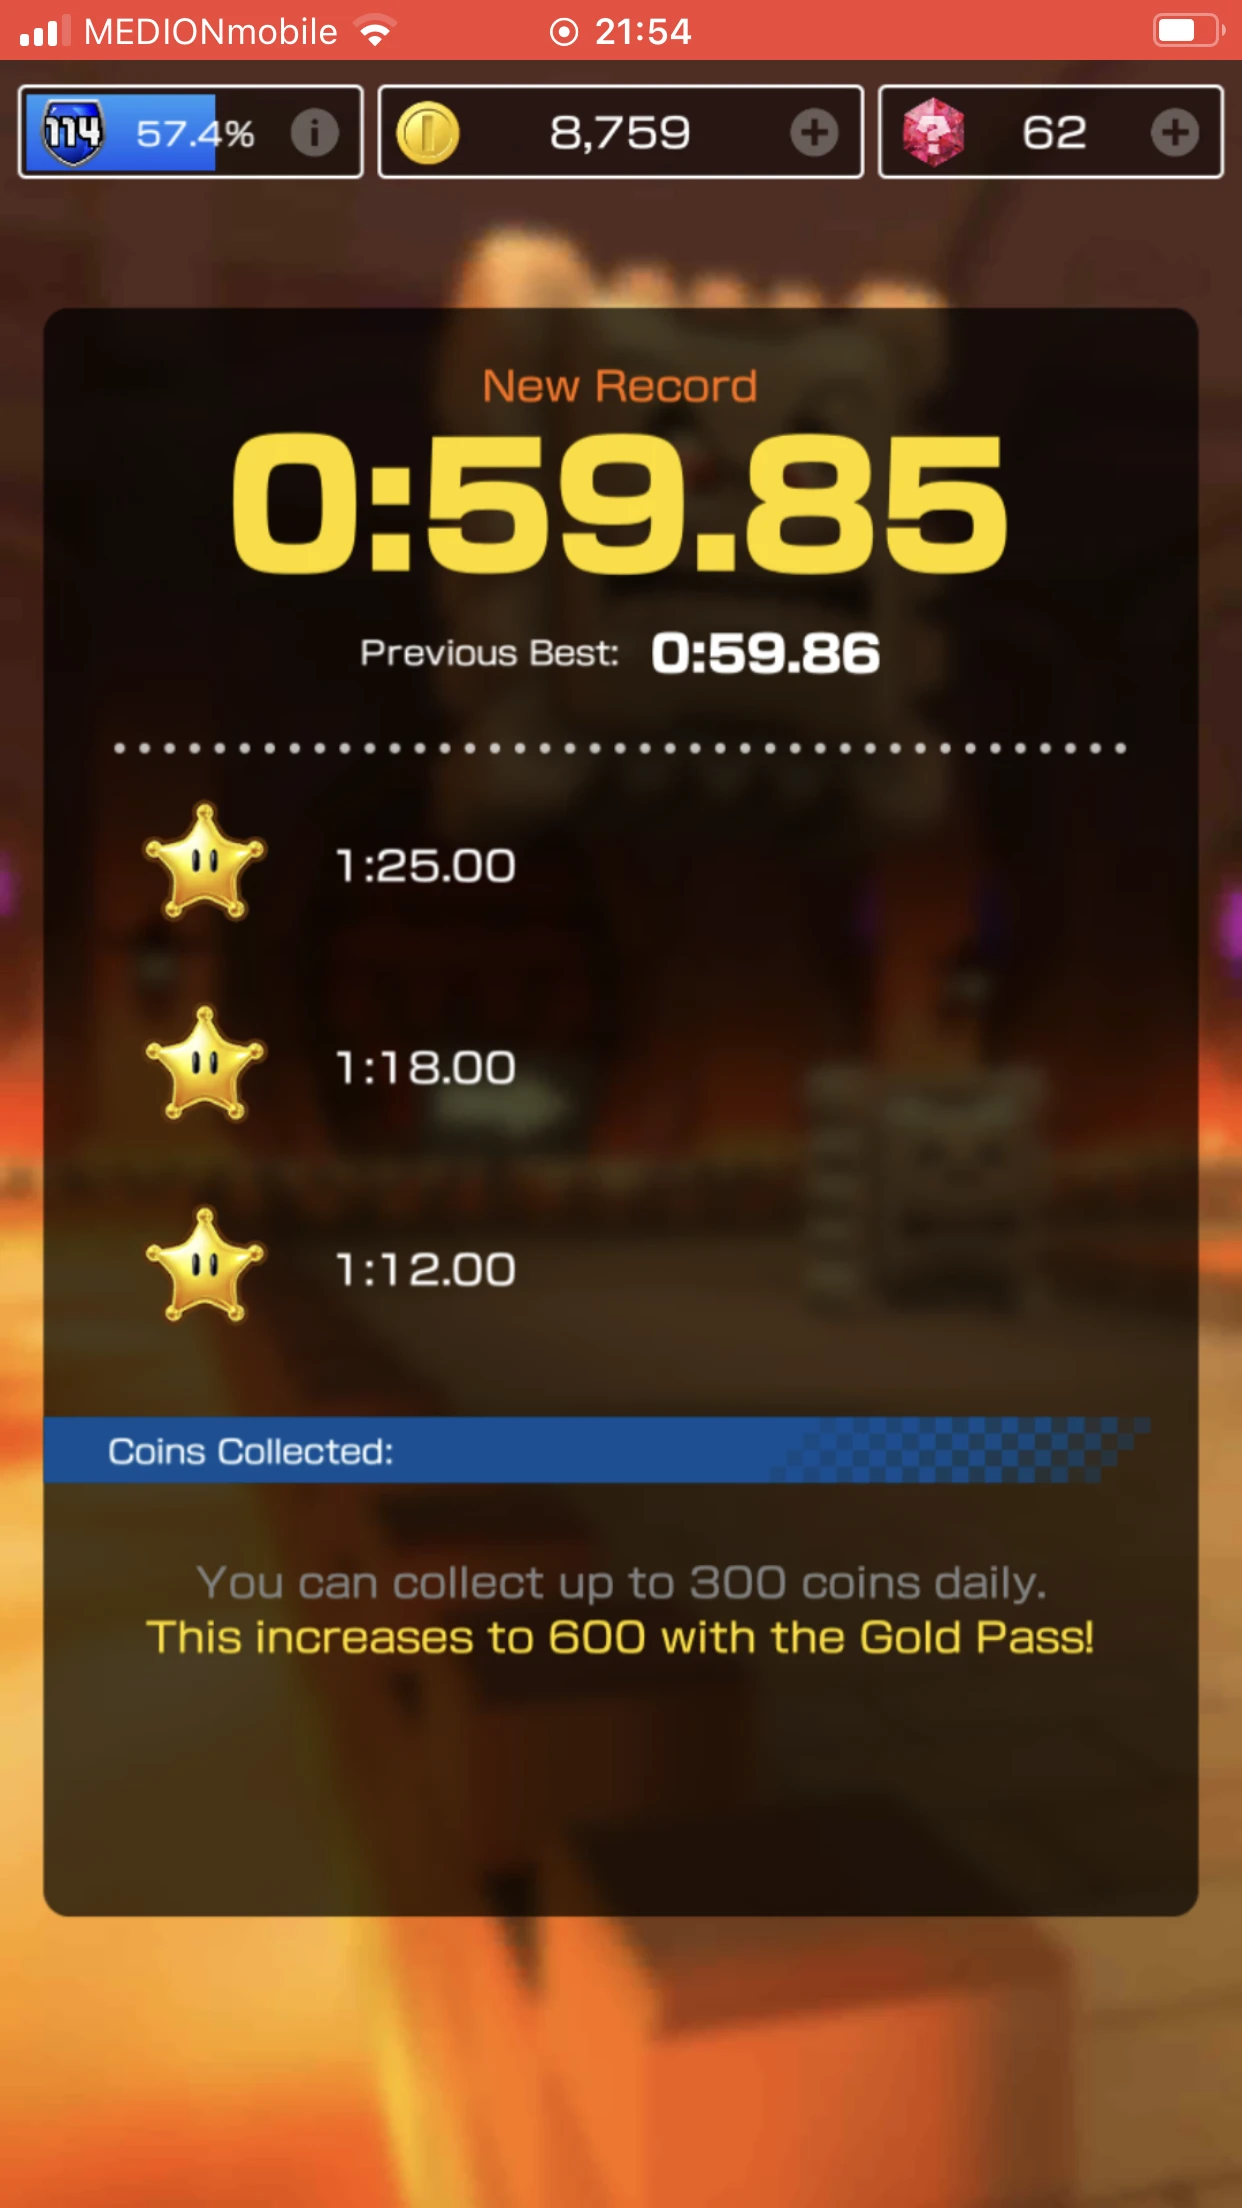 MEDIONmobile 21:54
114 57.4% i 8,759 + ? 62 +
New Record
0:59.85
Previous Best: 0:59.86
1:25.00
1:18.00
1:12.00
Coins Collected:
You can collect up to 300 coins daily.
This increases to 600 with the Gold Pass!